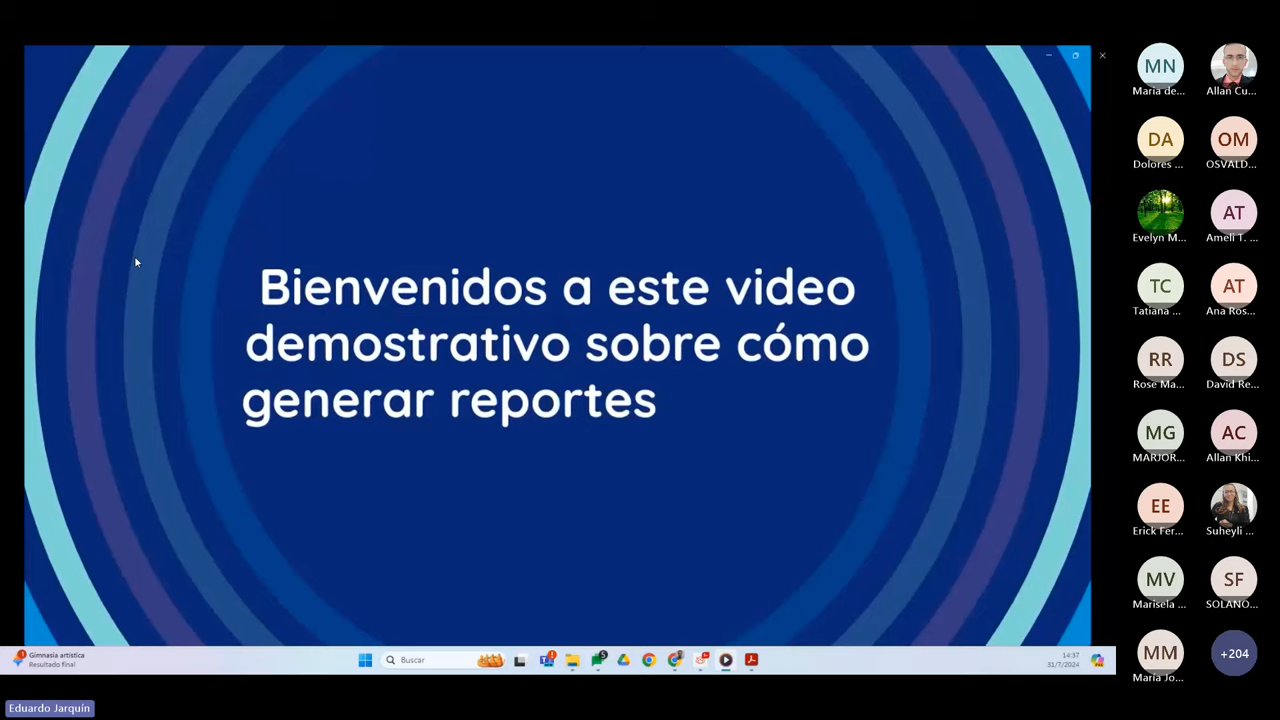 Bienvenidos a este video
demostrativo sobre cómo
generar reportes
MN
Maria de...
Allan Cu...
DA
Dolores ...
OM
OSVALD...
Evelyn M...
AT
Ameli T. ...
TC
Tatiana ...
AT
Ana Ros...
RR
Rose Ma...
DS
David Re...
MG
MARJOR...
AC
Allan Khi...
EE
Erick Fer...
Suheyli ...
MV
Marisela ...
SF
SOLANO...
MM
Maria Jo...
+204
Gimnasia artística
Resultado final
Buscar
14:37
31/7/2024
Eduardo Jarquín